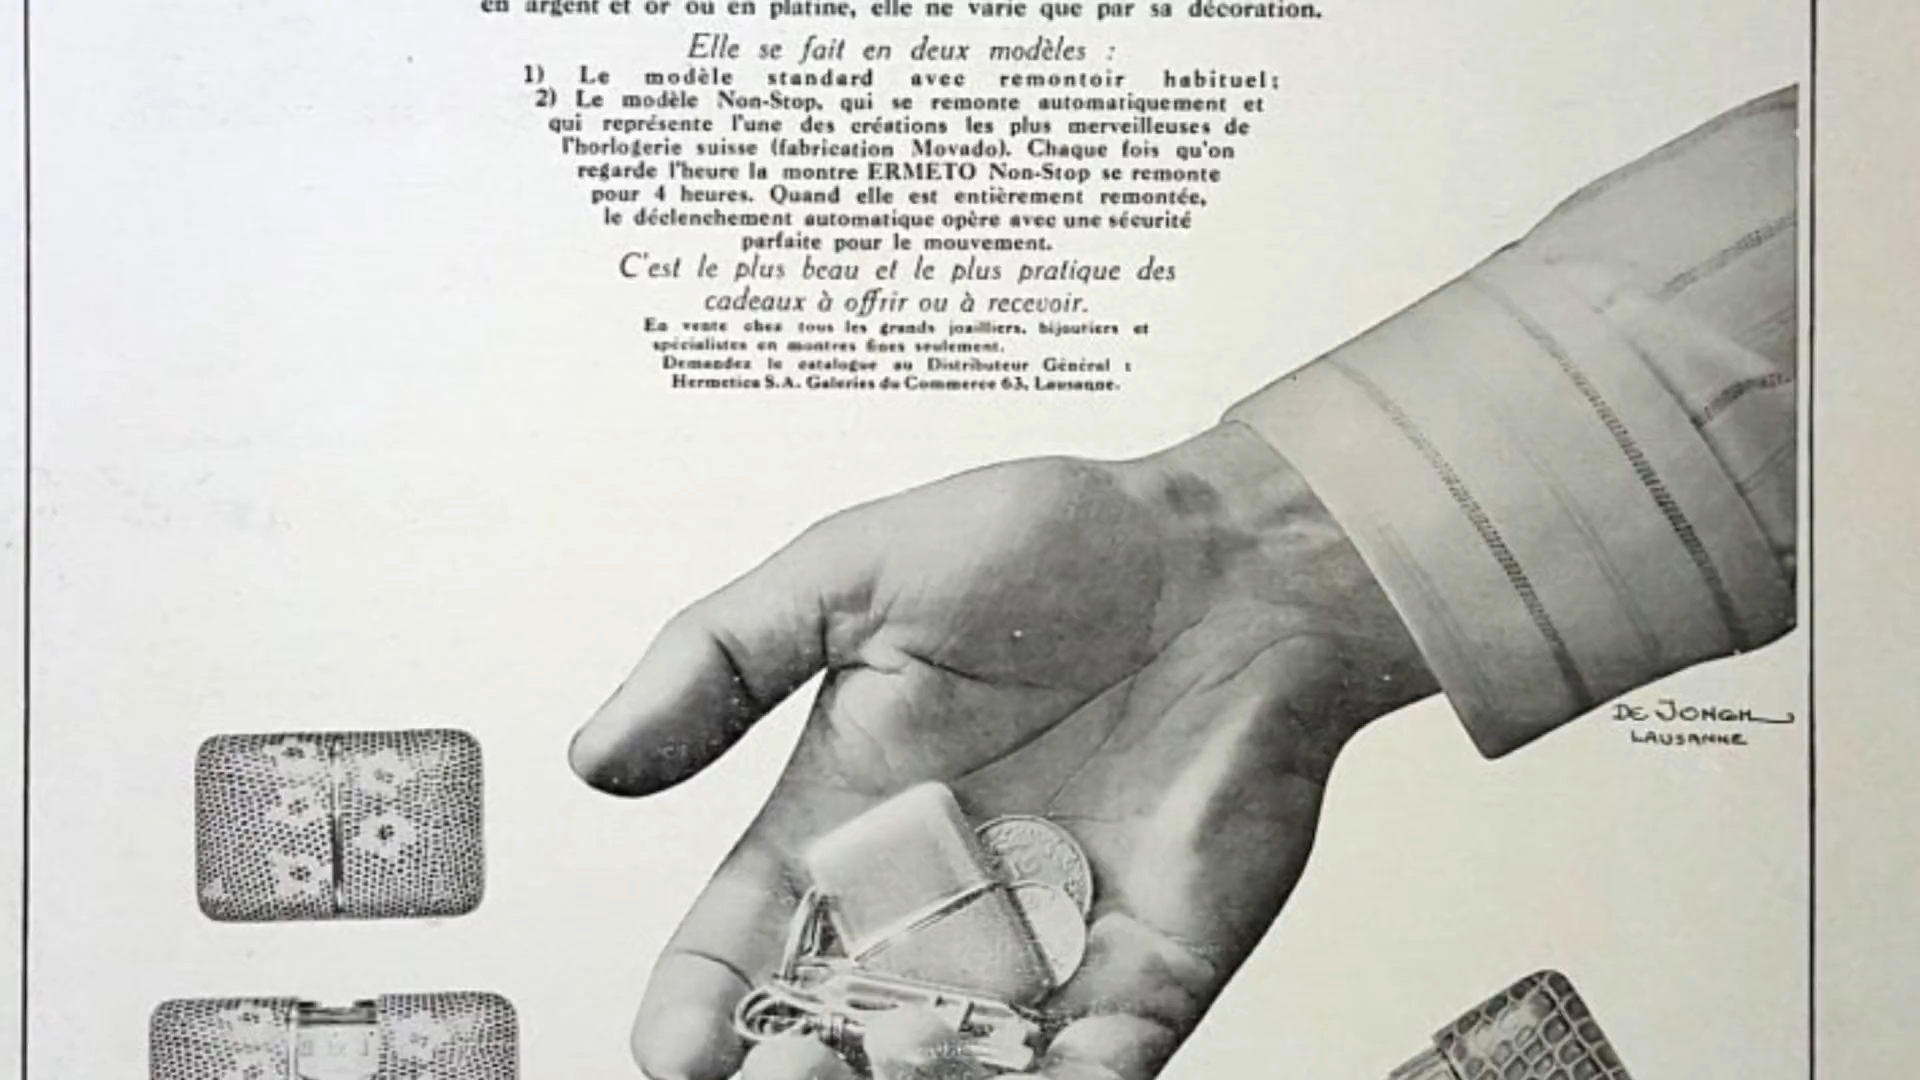 en argent et or ou en platine, elle ne varie que par sa décoration.
Elle se fait en deux modèles :
1) Le modèle standard avec remontoir habituel;
2) Le modèle Non-Stop, qui se remonte automatiquement et
qui représente l'une des créations les plus merveilleuses de
l'horlogerie suisse (fabrication Movado). Chaque fois qu'on
regarde l'heure la montre ERMETO Non-Stop se remonte
pour 4 heures. Quand elle est entièrement remontée,
le déclenchement automatique opère avec une sécurité
parfaite pour le mouvement.
C'est le plus beau et le plus pratique des
cadeaux à offrir ou à recevoir.
En vente chez tous les grands joailliers, bijoutiers et
spécialistes en montres fines seulement.
Demandez le catalogue au Distributeur Général :
Hermetica S.A. Galeries du Commerce 63, Lausanne.
DE JONGH
LAUSANNE